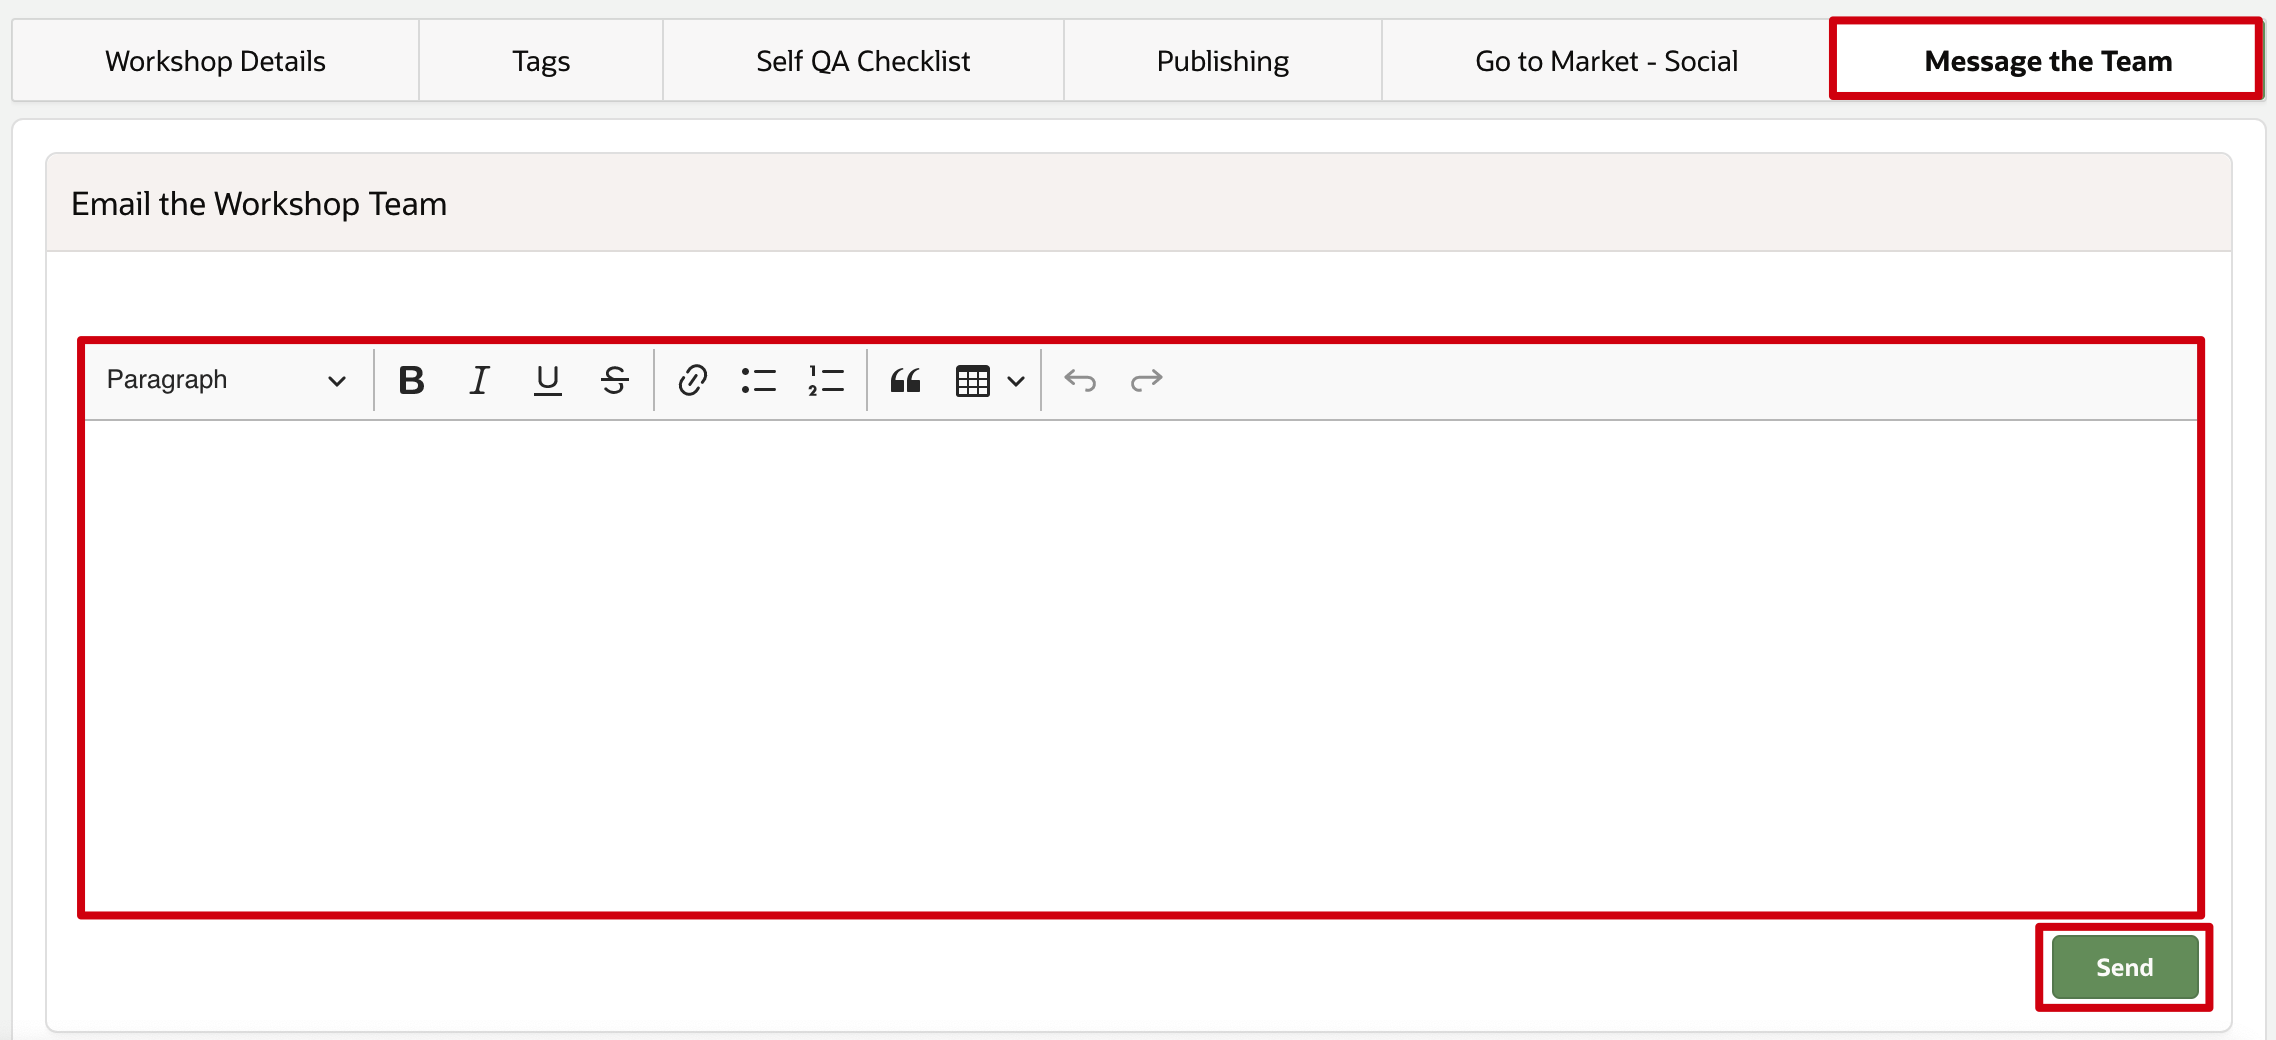 Workshop Details Tags Self QA Checklist Publishing Go to Market - Social Message the Team
Email the Workshop Team
Paragraph
Send